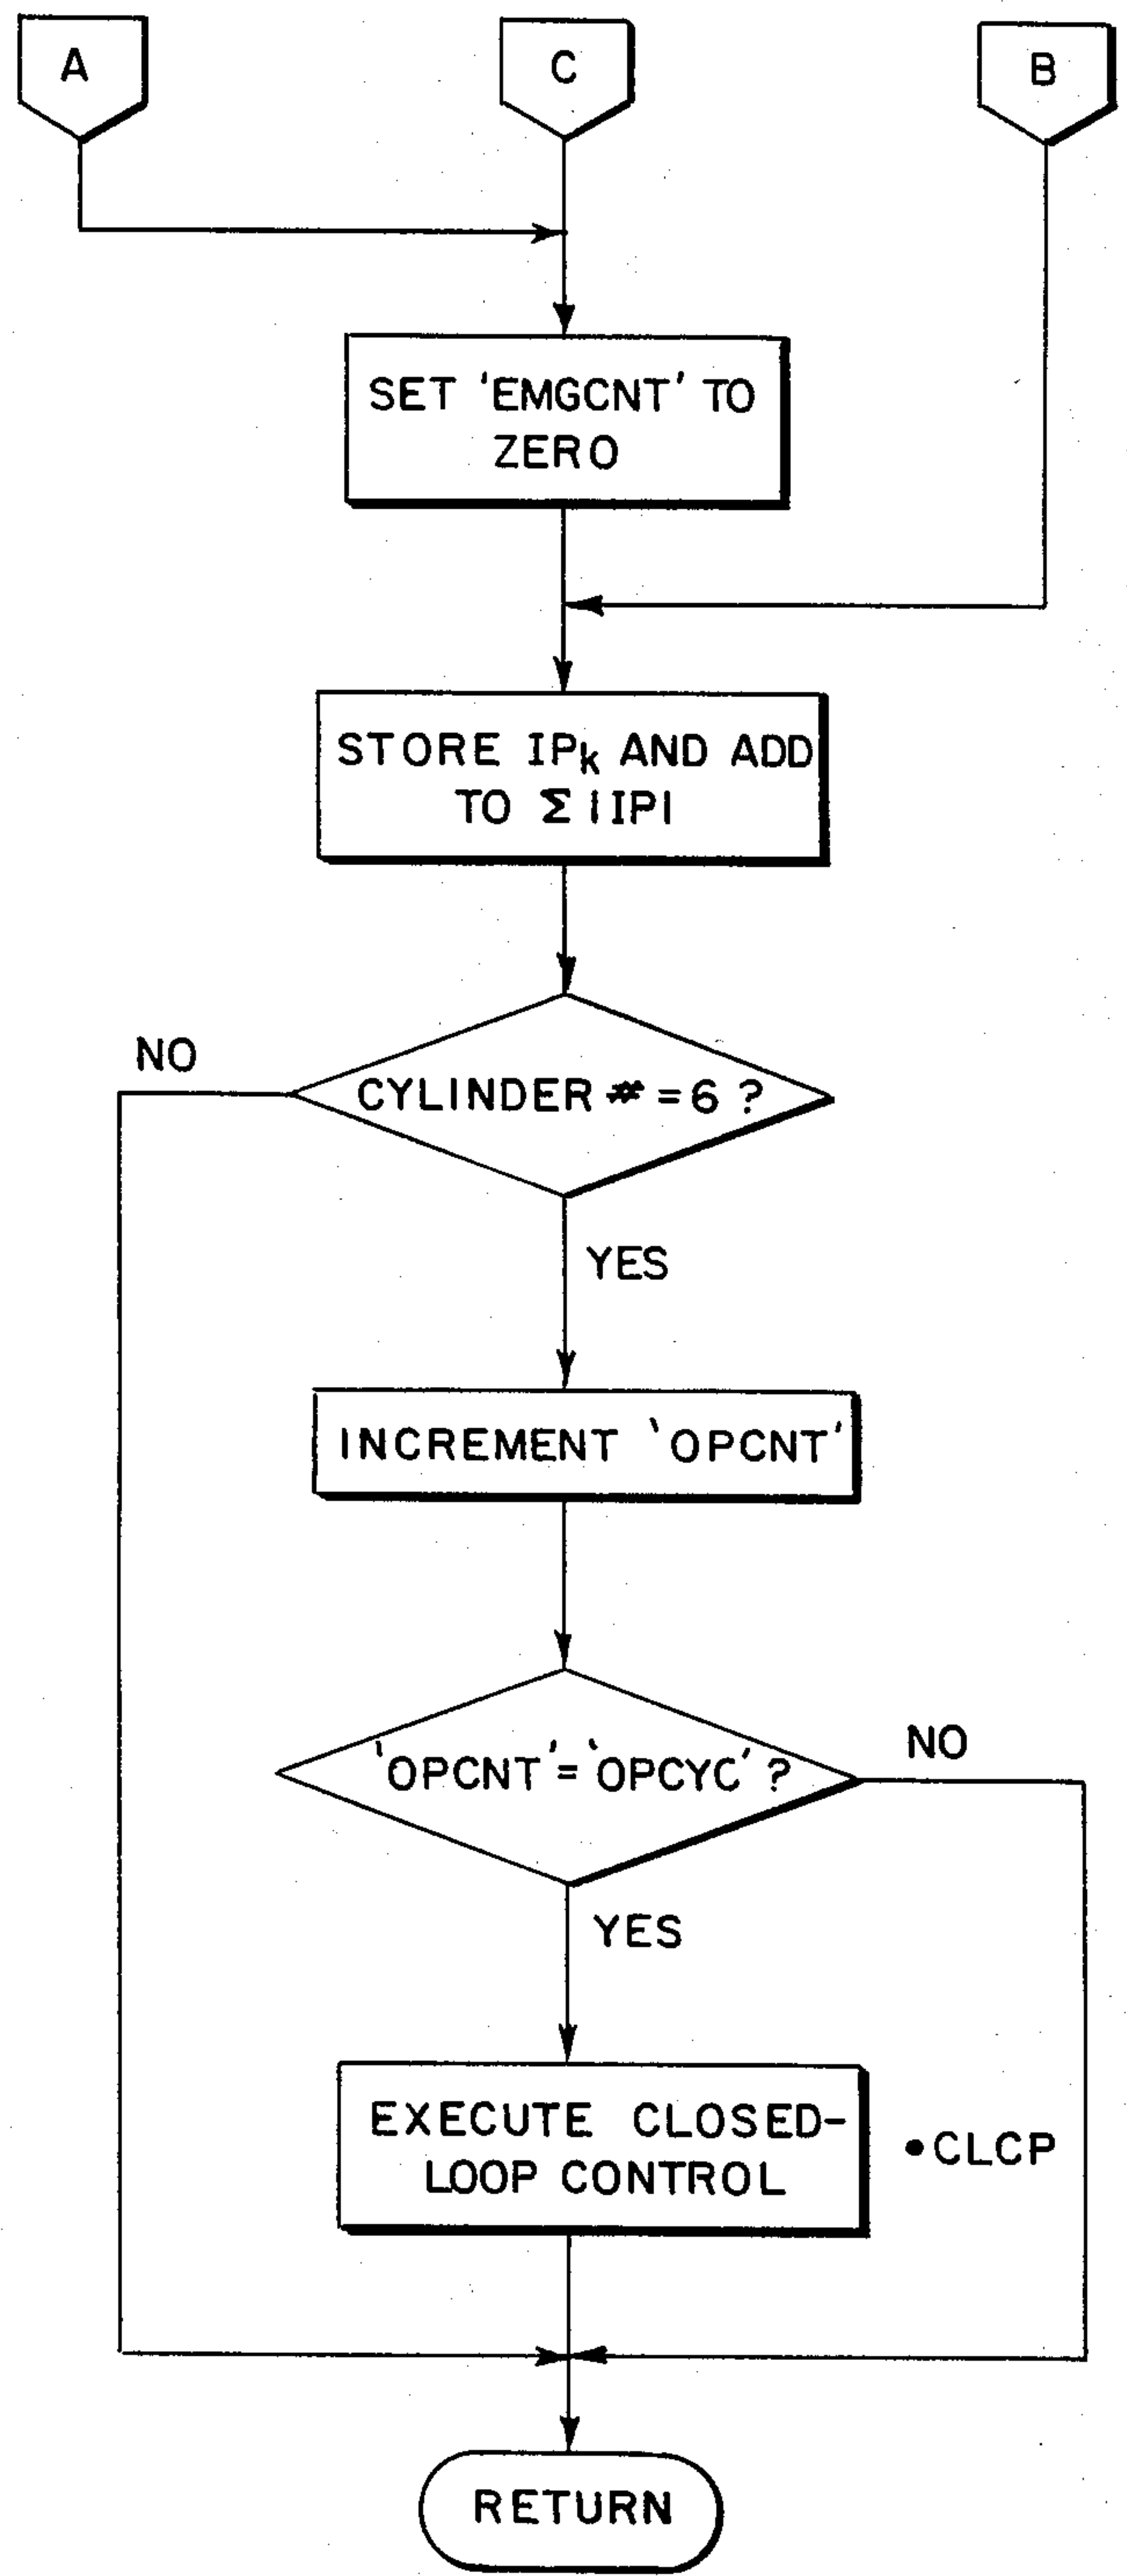 A
C
B
SET 'EMGCNT' TO
ZERO
STORE IPₖ AND ADD
TO Σ |IP|
CYLINDER # = 6 ?
NO
YES
INCREMENT 'OPCNT'
'OPCNT' = 'OPCYC' ?
NO
YES
EXECUTE CLOSED-
LOOP CONTROL
•CLCP
RETURN